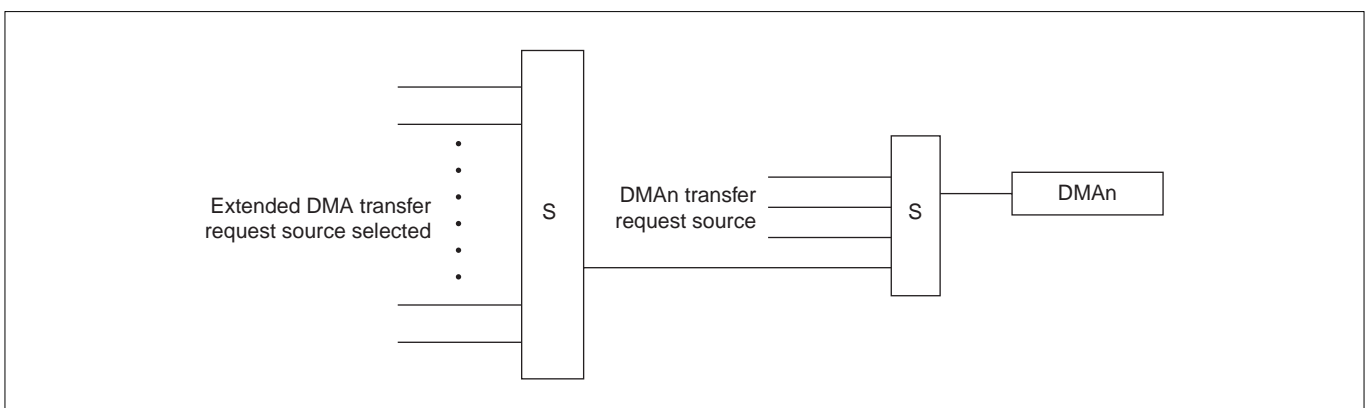 Extended DMA transfer
request source selected
S
DMAn transfer
request source
S
DMAn